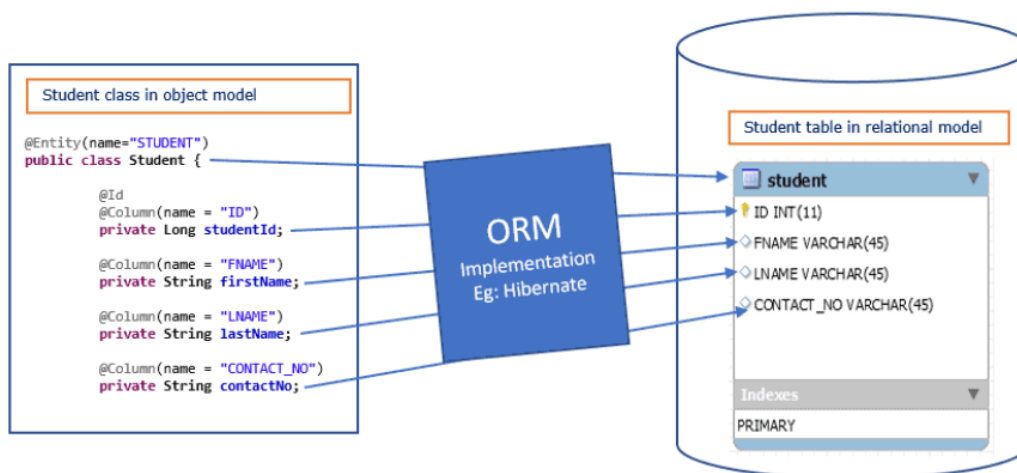 Student class in object model
@Entity(name="STUDENT")
public class Student {
@Id
@Column(name = "ID")
private Long studentId;
@Column(name = "FNAME")
private String firstName;
@Column(name = "LNAME")
private String lastName;
@Column(name = "CONTACT_NO")
private String contactNo;
ORM
Implementation
Eg: Hibernate
Student table in relational model
student
ID INT(11)
FNAME VARCHAR(45)
LNAME VARCHAR(45)
CONTACT_NO VARCHAR(45)
Indexes
PRIMARY